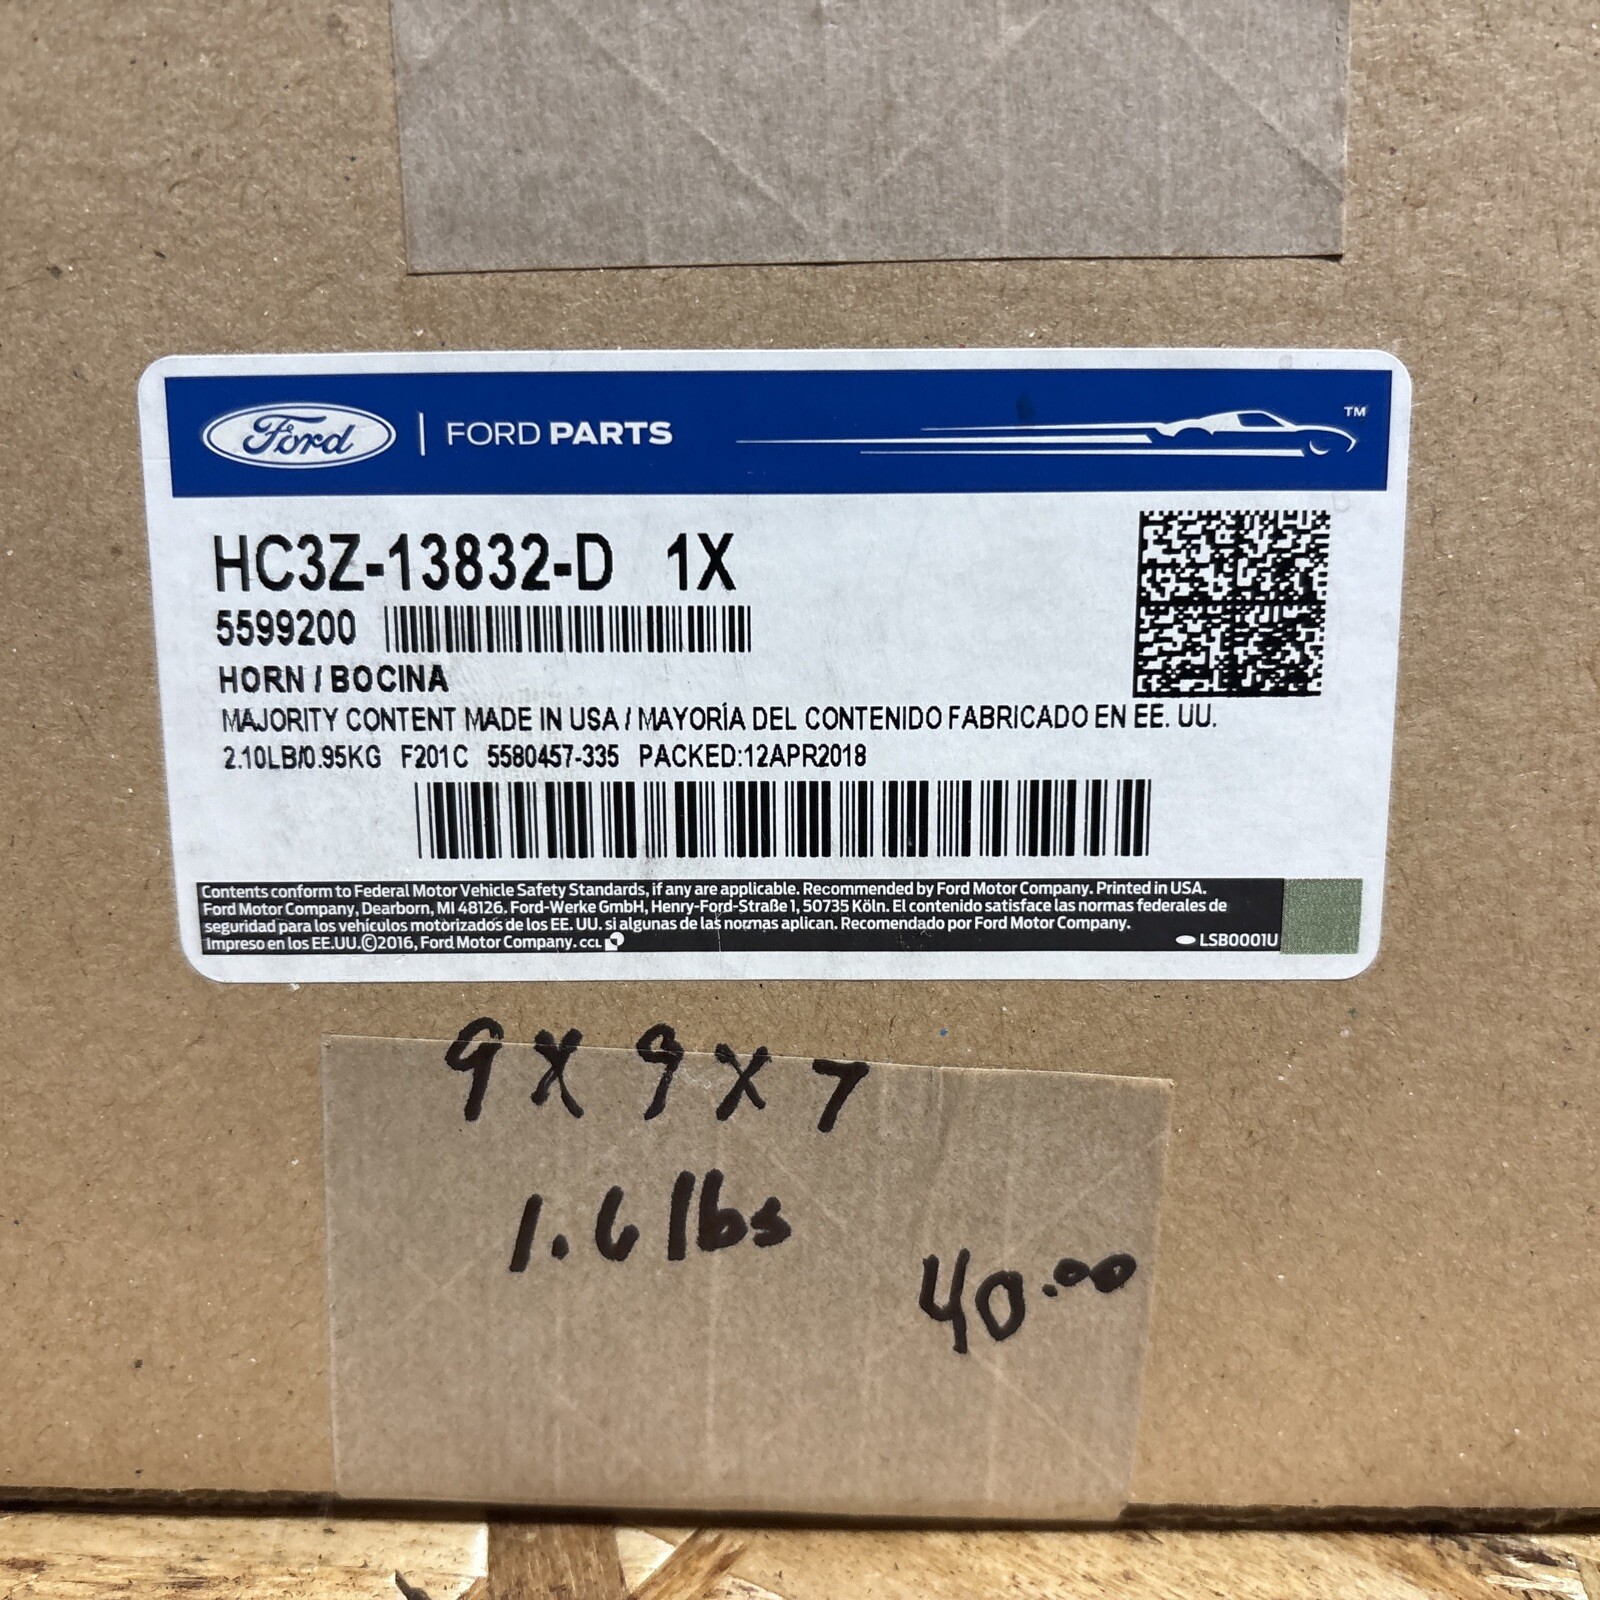 Ford | FORD PARTS ™
HC3Z-13832-D 1X
5599200
HORN / BOCINA
MAJORITY CONTENT MADE IN USA / MAYORÍA DEL CONTENIDO FABRICADO EN EE. UU.
2.10LB/0.95KG F201C 5580457-335 PACKED:12APR2018
Contents conform to Federal Motor Vehicle Safety Standards, if any are applicable. Recommended by Ford Motor Company. Printed in USA.
Ford Motor Company, Dearborn, MI 48126. Ford-Werke GmbH, Henry-Ford-Straße 1, 50735 Köln. El contenido satisface las normas federales de
seguridad para los vehículos motorizados de los EE. UU. si algunas de las normas aplican. Recomendado por Ford Motor Company.
Impreso en los EE.UU.©2016, Ford Motor Company. CCL
LSB0001U
9 X 9 X 7
1.6 lbs
40.00